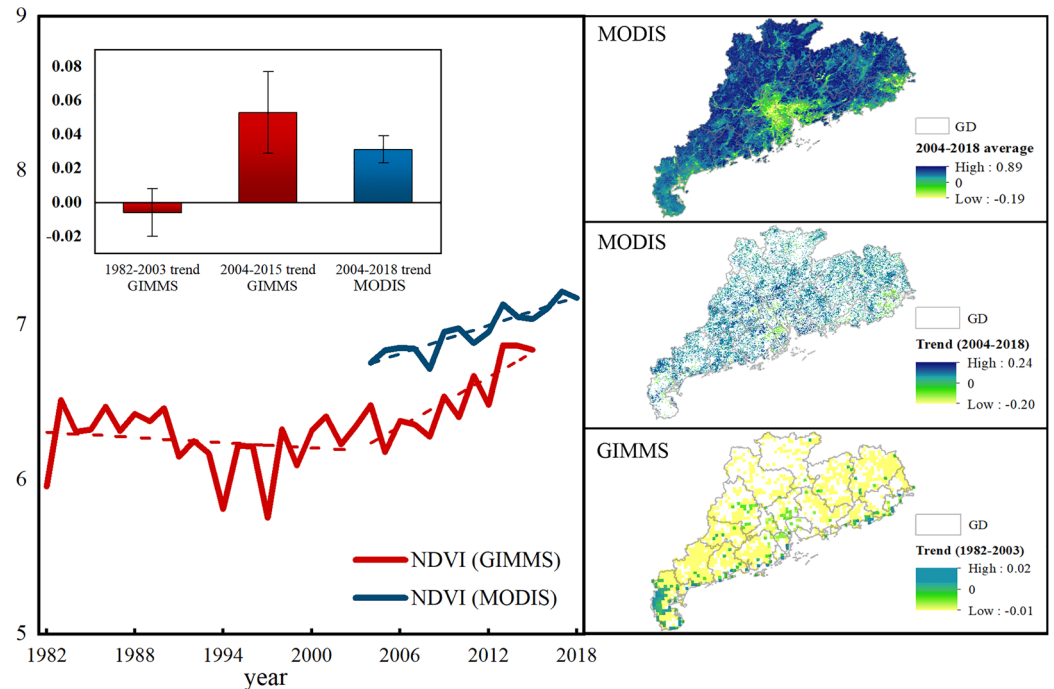 9
8
7
6
5
0.08
0.06
0.04
0.02
0.00
-0.02
1982-2003 trend
GIMMS
2004-2015 trend
GIMMS
2004-2018 trend
MODIS
NDVI (GIMMS)
NDVI (MODIS)
1982
1988
1994
2000
2006
2012
2018
year
MODIS
GD
2004-2018 average
High : 0.89
0
Low : -0.19
MODIS
GD
Trend (2004-2018)
High : 0.24
0
Low : -0.20
GIMMS
GD
Trend (1982-2003)
High : 0.02
0
Low : -0.01